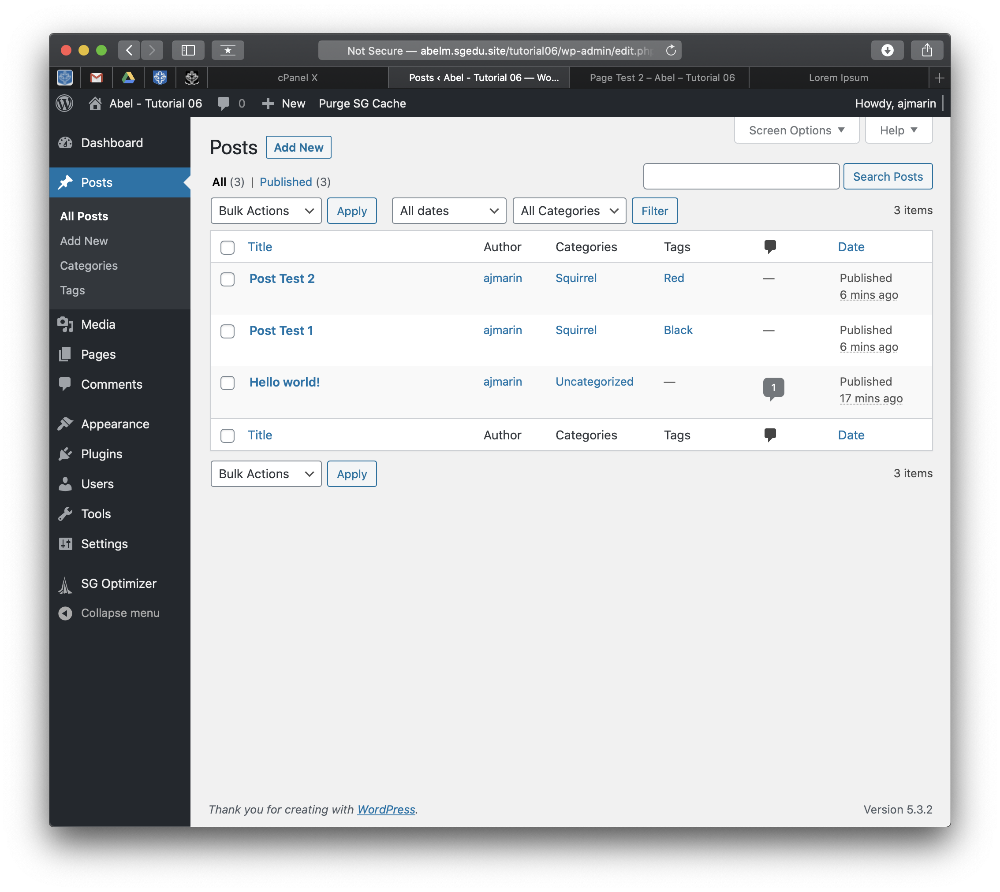 Not Secure — abelm.sgedu.site/tutorial06/wp-admin/edit.php
cPanel X
Posts ‹ Abel - Tutorial 06 — Wo...
Page Test 2 – Abel – Tutorial 06
Lorem Ipsum
Abel - Tutorial 06
0
New
Purge SG Cache
Howdy, ajmarin
Dashboard
Posts
All Posts
Add New
Categories
Tags
Media
Pages
Comments
Appearance
Plugins
Users
Tools
Settings
SG Optimizer
Collapse menu
Screen Options
Help
Posts
Add New
All (3) | Published (3)
Search Posts
Bulk Actions
Apply
All dates
All Categories
Filter
3 items
Title Author Categories Tags Date
Post Test 2 ajmarin Squirrel Red — Published
6 mins ago
Post Test 1 ajmarin Squirrel Black — Published
6 mins ago
Hello world! ajmarin Uncategorized — 1 Published
17 mins ago
Title Author Categories Tags Date
Bulk Actions
Apply
3 items
Thank you for creating with WordPress.
Version 5.3.2